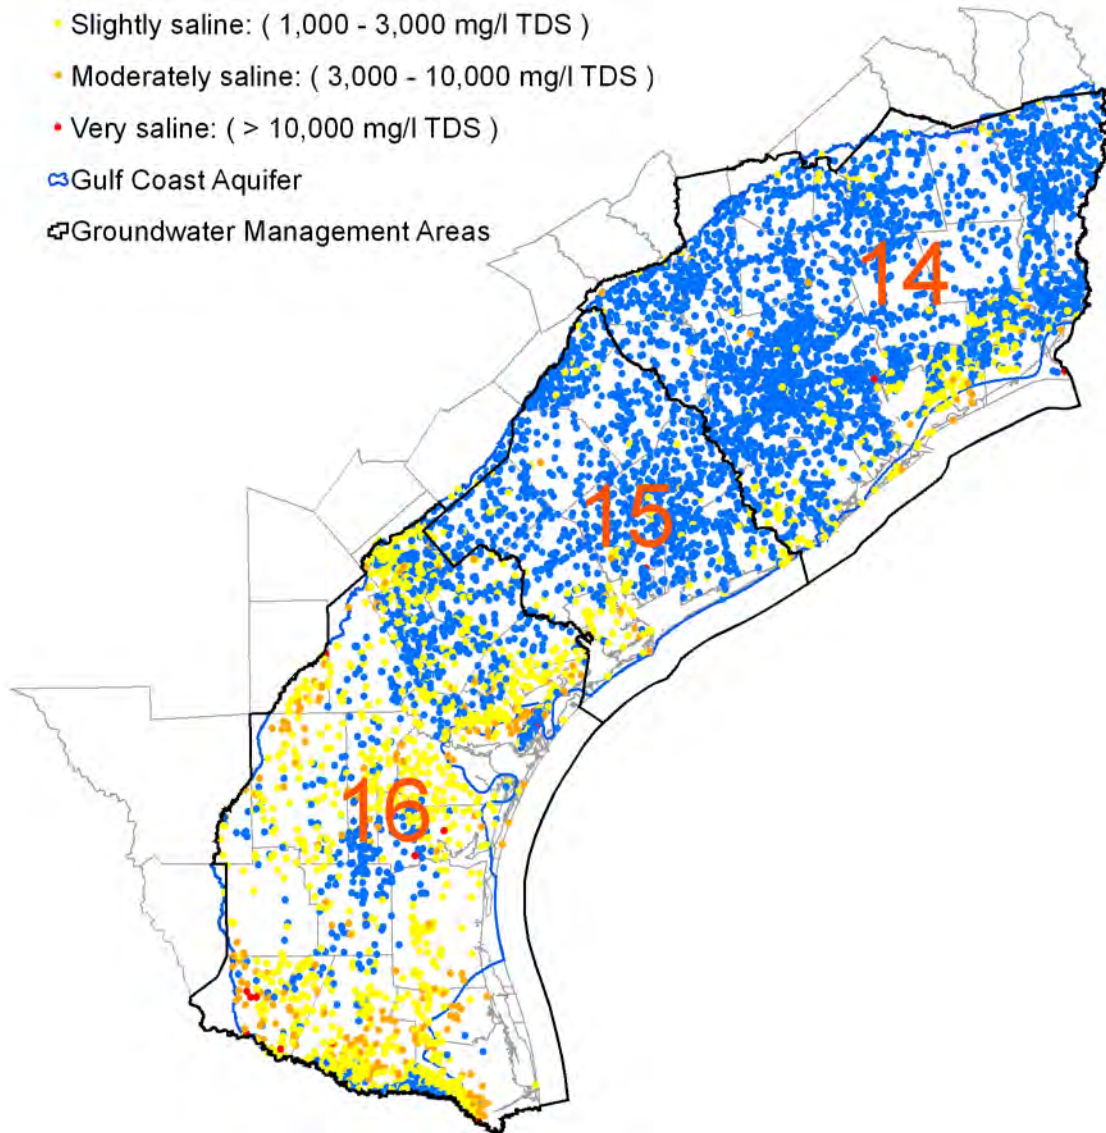 Slightly saline: ( 1,000 - 3,000 mg/l TDS )
Moderately saline: ( 3,000 - 10,000 mg/l TDS )
Very saline: ( > 10,000 mg/l TDS )
Gulf Coast Aquifer
Groundwater Management Areas
14
15
16